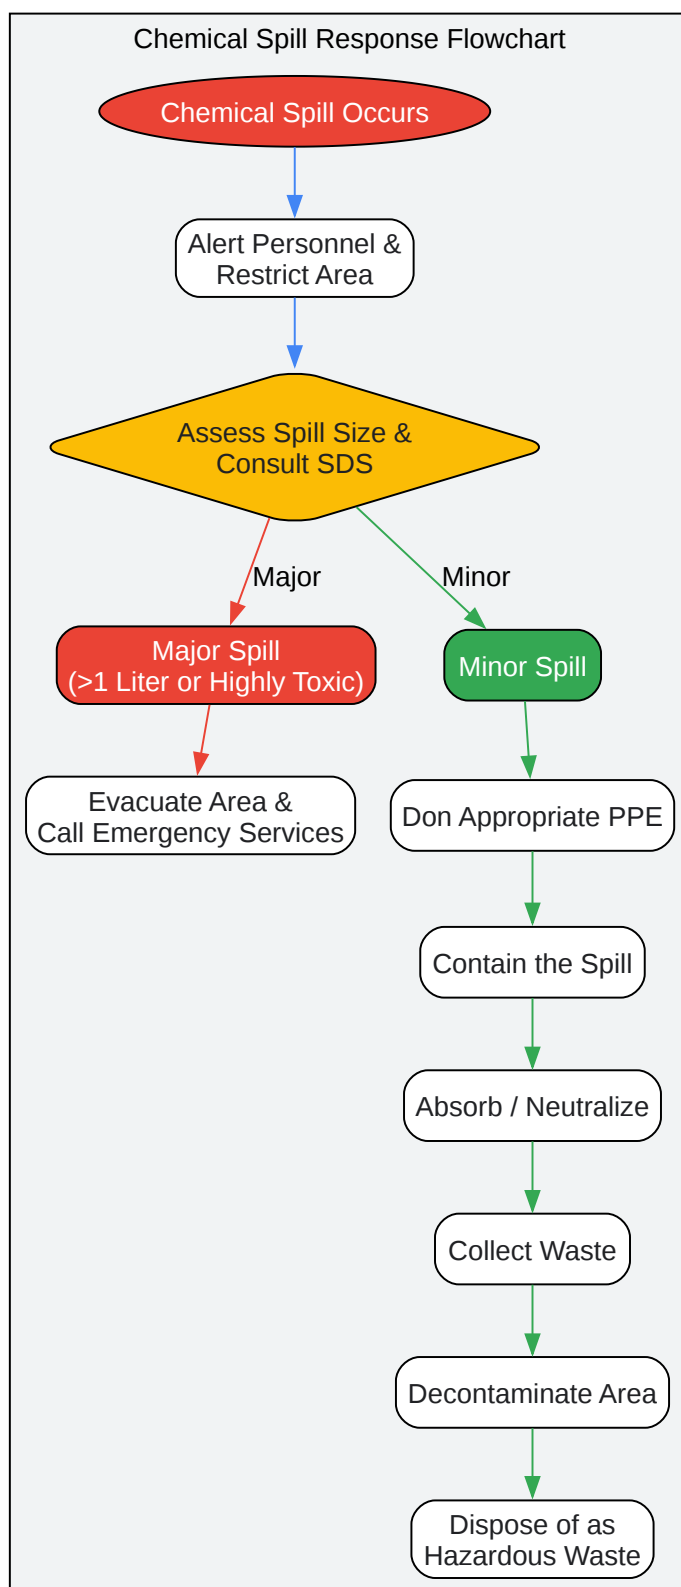 Chemical Spill Response Flowchart
Chemical Spill Occurs
Alert Personnel &
Restrict Area
Assess Spill Size &
Consult SDS
Major
Minor
Major Spill
(>1 Liter or Highly Toxic)
Minor Spill
Evacuate Area &
Call Emergency Services
Don Appropriate PPE
Contain the Spill
Absorb / Neutralize
Collect Waste
Decontaminate Area
Dispose of as
Hazardous Waste